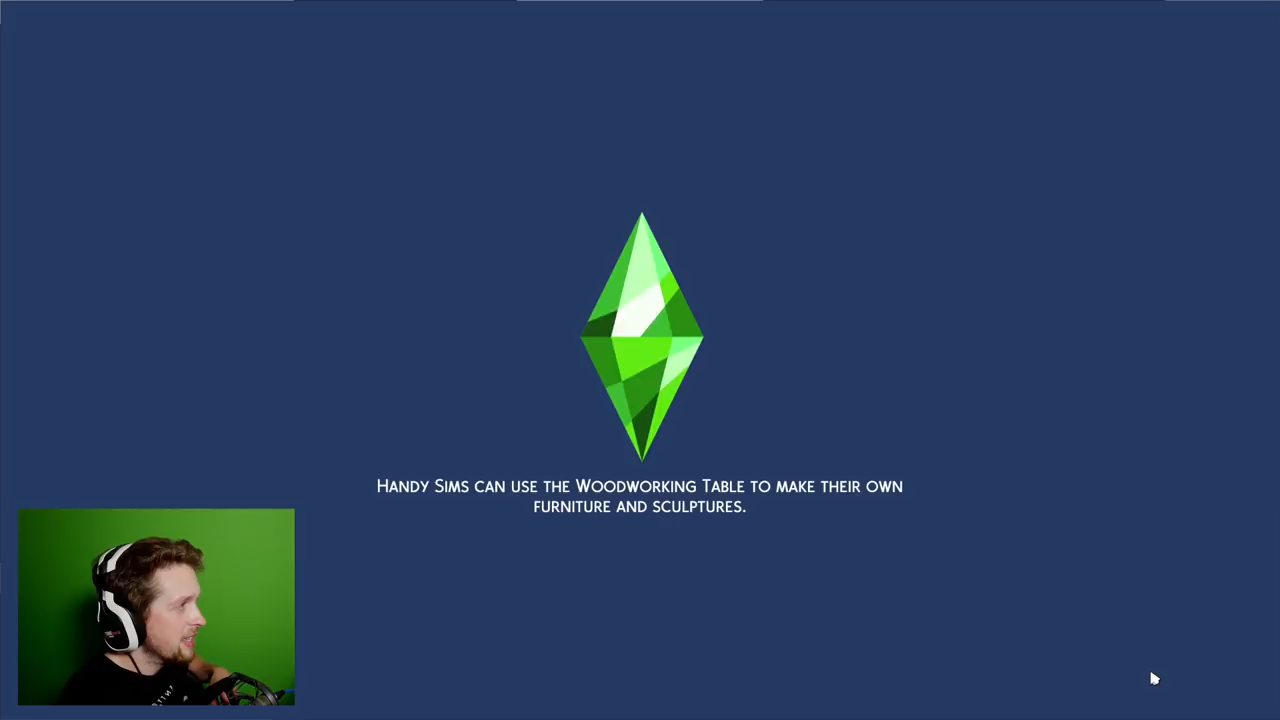 Handy Sims can use the Woodworking Table to make their own
furniture and sculptures.